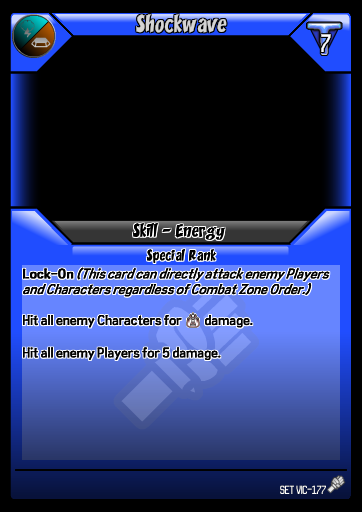 Shockwave
7
Skill - Energy
Special Rank
Lock-On (This card can directly attack enemy Players
and Characters regardless of Combat Zone Order.)
Hit all enemy Characters for damage.
Hit all enemy Players for 5 damage.
SET VIC-177